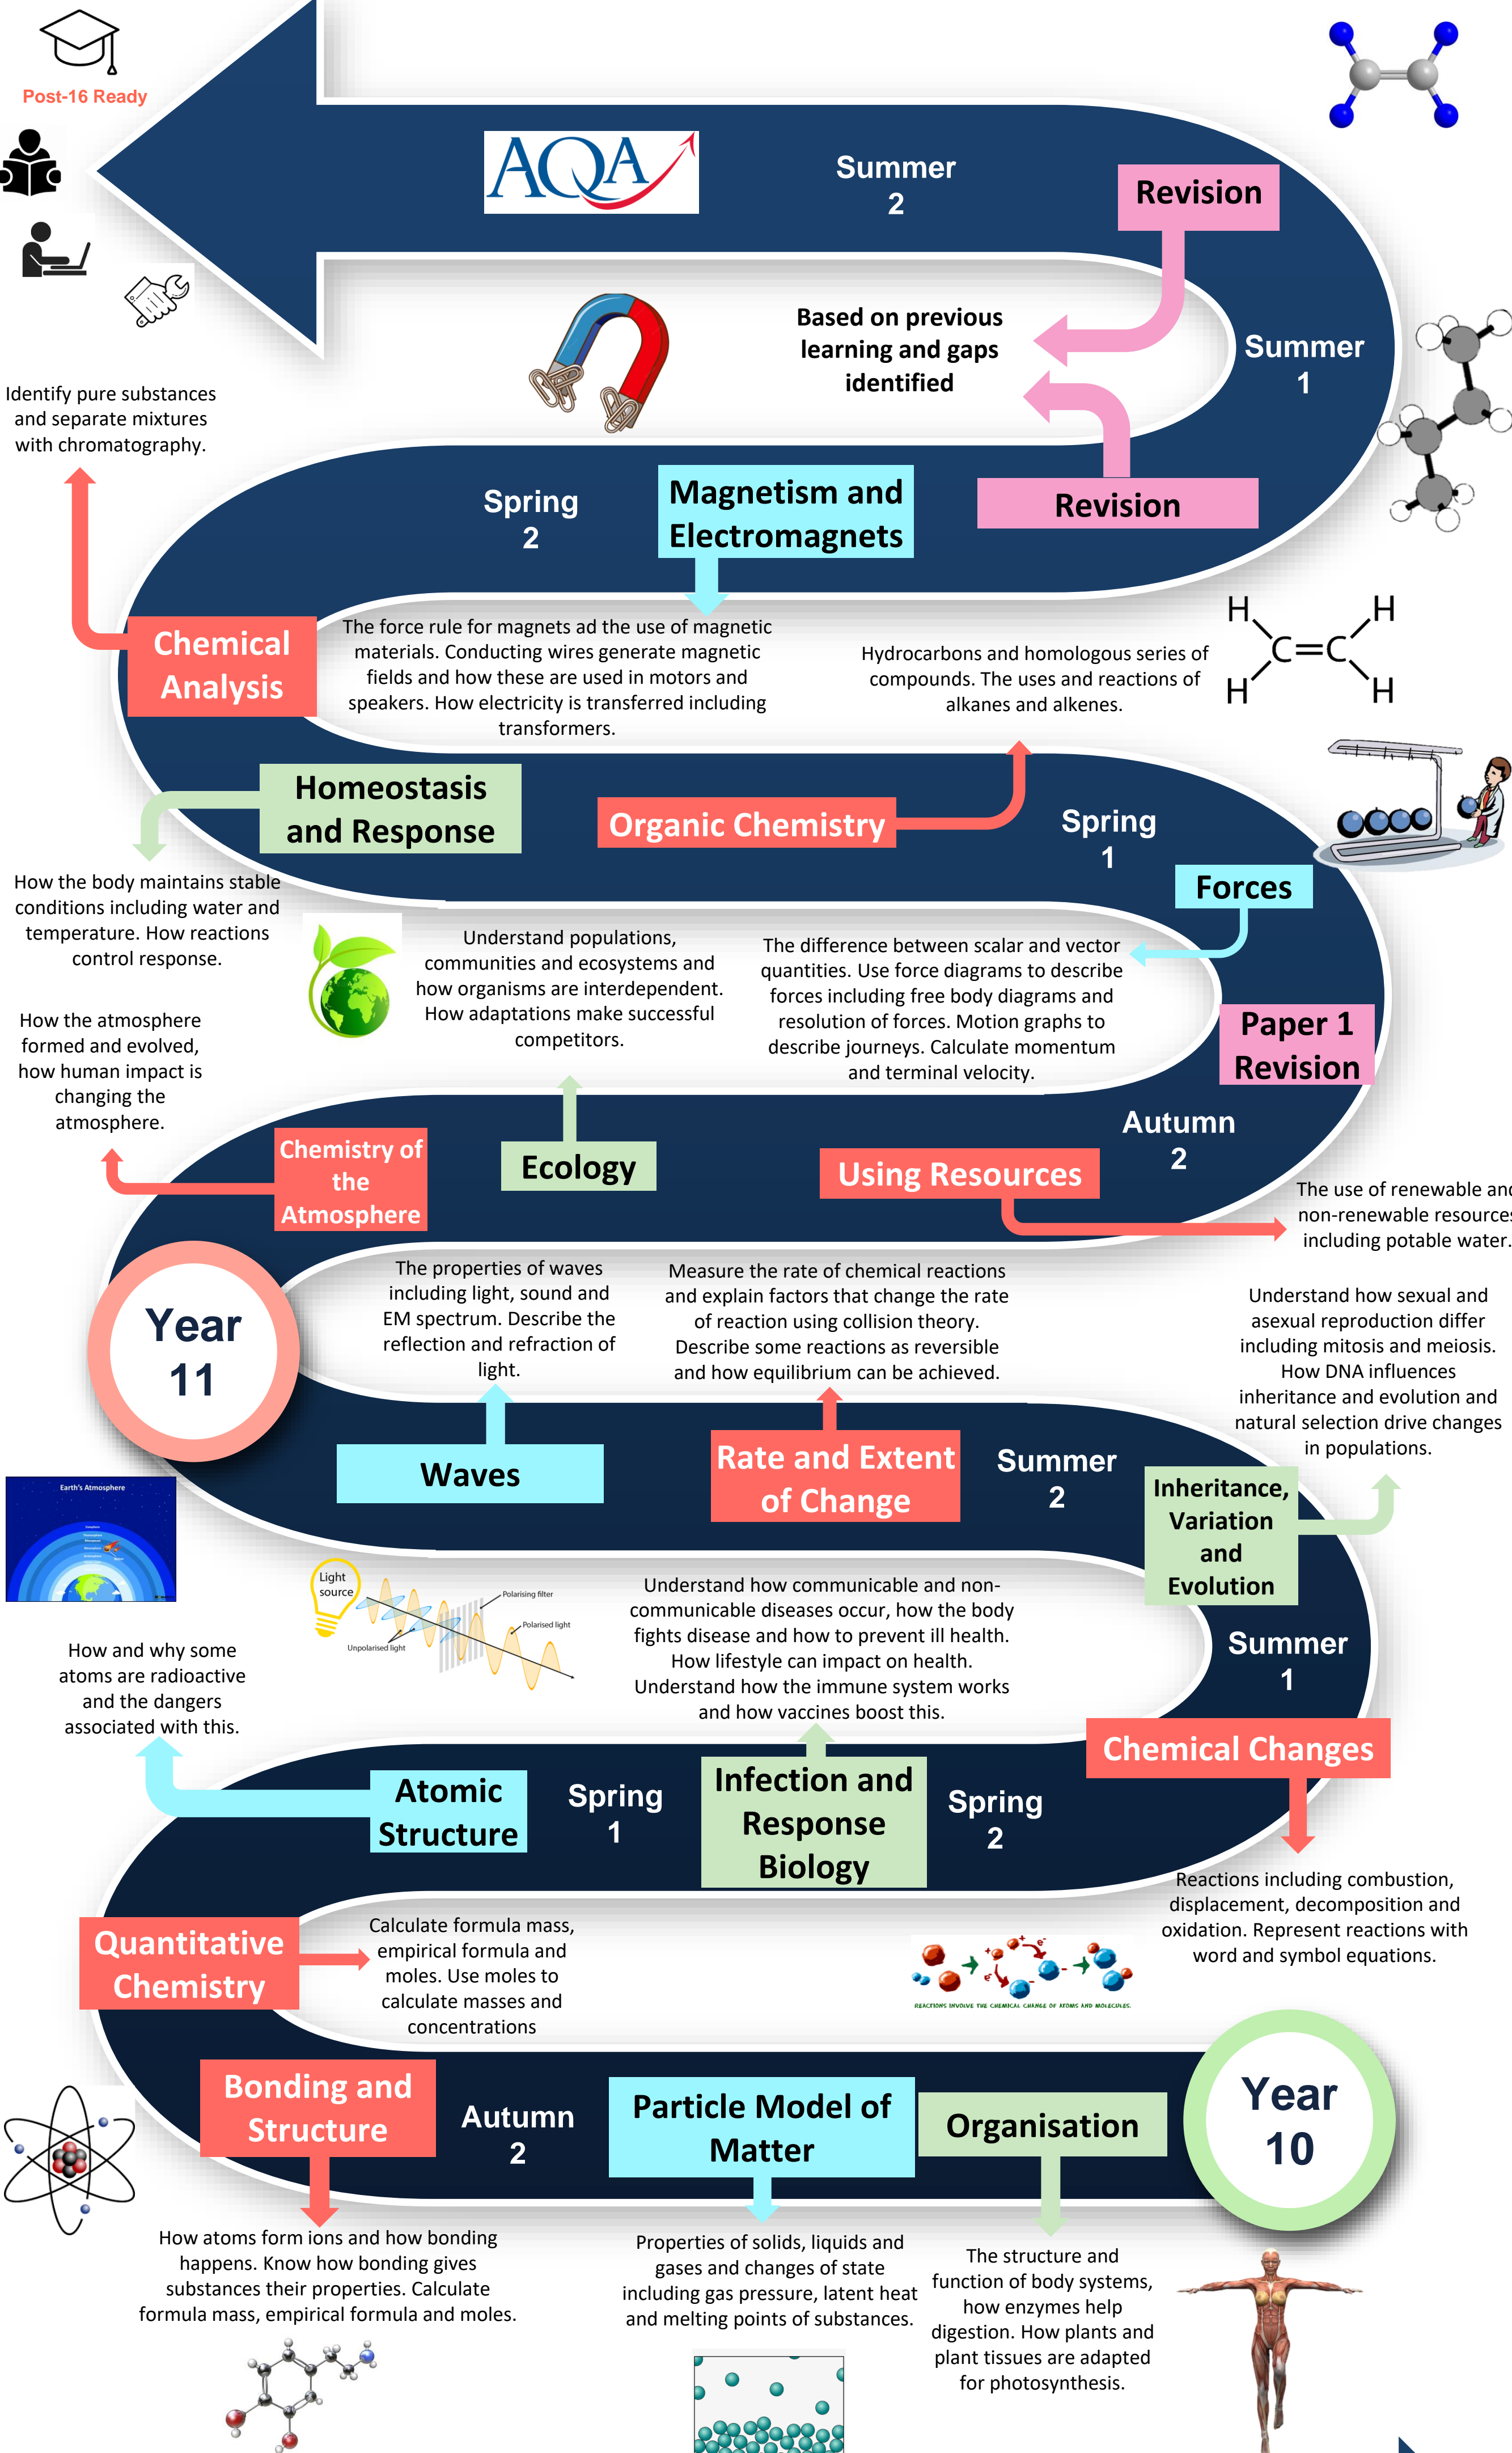 Post-16 Ready
AQA
Summer
2
Revision
Based on previous
learning and gaps
identified
Summer
1
Identify pure substances
and separate mixtures
with chromatography.
Spring
2
Magnetism and
Electromagnets
Revision
Chemical
Analysis
The force rule for magnets ad the use of magnetic
materials. Conducting wires generate magnetic
fields and how these are used in motors and
speakers. How electricity is transferred including
transformers.
Hydrocarbons and homologous series of
compounds. The uses and reactions of
alkanes and alkenes.
H H
C=C
H H
Homeostasis
and Response
Organic Chemistry
Spring
1
Forces
How the body maintains stable
conditions including water and
temperature. How reactions
control response.
Understand populations,
communities and ecosystems and
how organisms are interdependent.
How adaptations make successful
competitors.
The difference between scalar and vector
quantities. Use force diagrams to describe
forces including free body diagrams and
resolution of forces. Motion graphs to
describe journeys. Calculate momentum
and terminal velocity.
Paper 1
Revision
How the atmosphere
formed and evolved,
how human impact is
changing the
atmosphere.
Autumn
2
Chemistry of
the
Atmosphere
Ecology
Using Resources
The use of renewable and
non-renewable resources
including potable water.
Year
11
The properties of waves
including light, sound and
EM spectrum. Describe the
reflection and refraction of
light.
Measure the rate of chemical reactions
and explain factors that change the rate
of reaction using collision theory.
Describe some reactions as reversible
and how equilibrium can be achieved.
Understand how sexual and
asexual reproduction differ
including mitosis and meiosis.
How DNA influences
inheritance and evolution and
natural selection drive changes
in populations.
Waves
Rate and Extent
of Change
Summer
2
Inheritance,
Variation
and
Evolution
Earth's Atmosphere
Light
source
Polarising filter
Polarised light
Unpolarised light
Understand how communicable and non-
communicable diseases occur, how the body
fights disease and how to prevent ill health.
How lifestyle can impact on health.
Understand how the immune system works
and how vaccines boost this.
Summer
1
How and why some
atoms are radioactive
and the dangers
associated with this.
Chemical Changes
Atomic
Structure
Spring
1
Infection and
Response
Biology
Spring
2
Reactions including combustion,
displacement, decomposition and
oxidation. Represent reactions with
word and symbol equations.
Quantitative
Chemistry
Calculate formula mass,
empirical formula and
moles. Use moles to
calculate masses and
concentrations
REACTIONS INVOLVE THE CHEMICAL CHANGE OF ATOMS AND MOLECULES.
Bonding and
Structure
Autumn
2
Particle Model of
Matter
Organisation
Year
10
How atoms form ions and how bonding
happens. Know how bonding gives
substances their properties. Calculate
formula mass, empirical formula and moles.
Properties of solids, liquids and
gases and changes of state
including gas pressure, latent heat
and melting points of substances.
The structure and
function of body systems,
how enzymes help
digestion. How plants and
plant tissues are adapted
for photosynthesis.